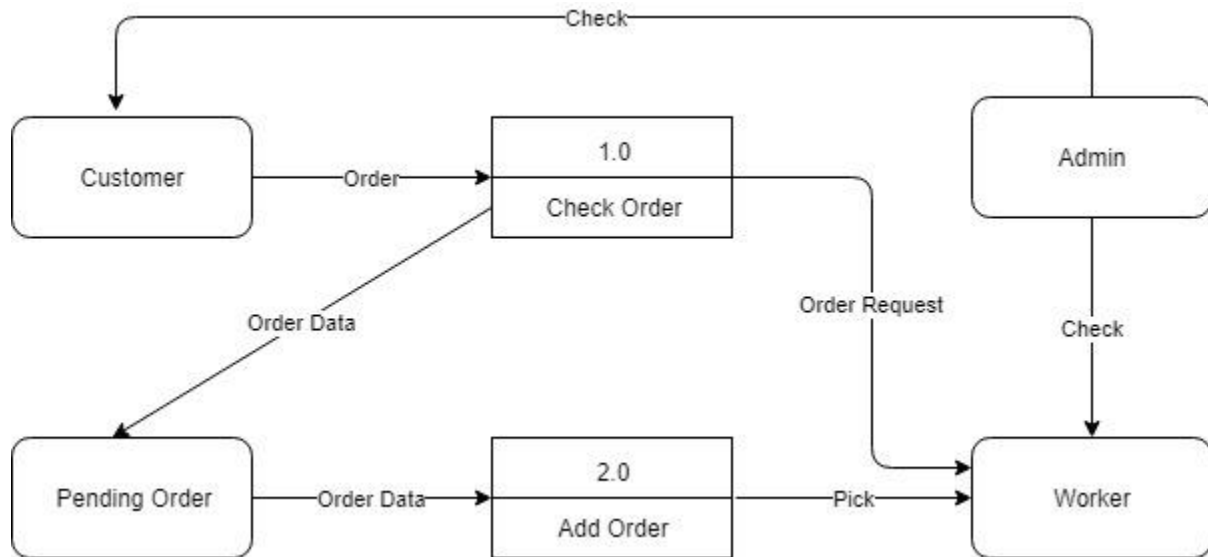 Check
Customer
Order
1.0
Check Order
Admin
Order Data
Order Request
Check
Pending Order
Order Data
2.0
Add Order
Pick
Worker